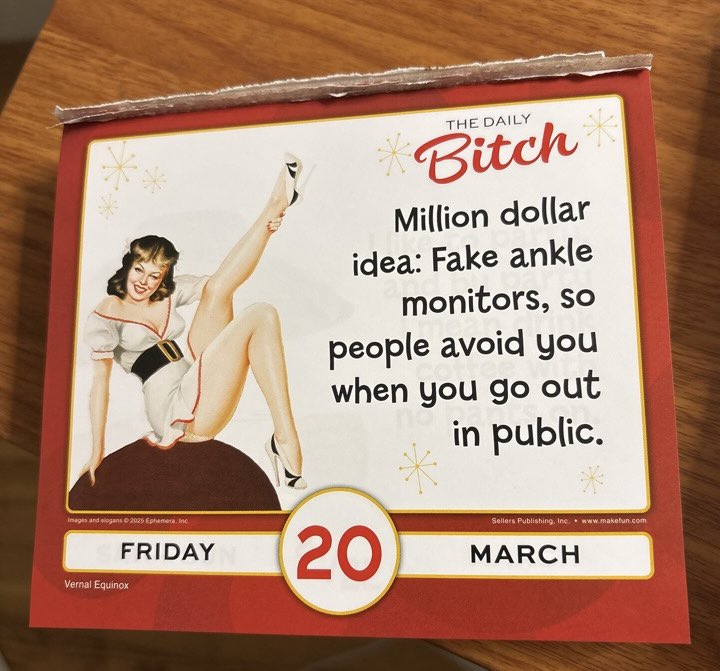 THE DAILY
Bitch
Million dollar
idea: Fake ankle
monitors, so
people avoid you
when you go out
in public.
Images and slogans © 2025 Ephemera, Inc.
Sellers Publishing, Inc. • www.makefun.com
FRIDAY
20
MARCH
Vernal Equinox